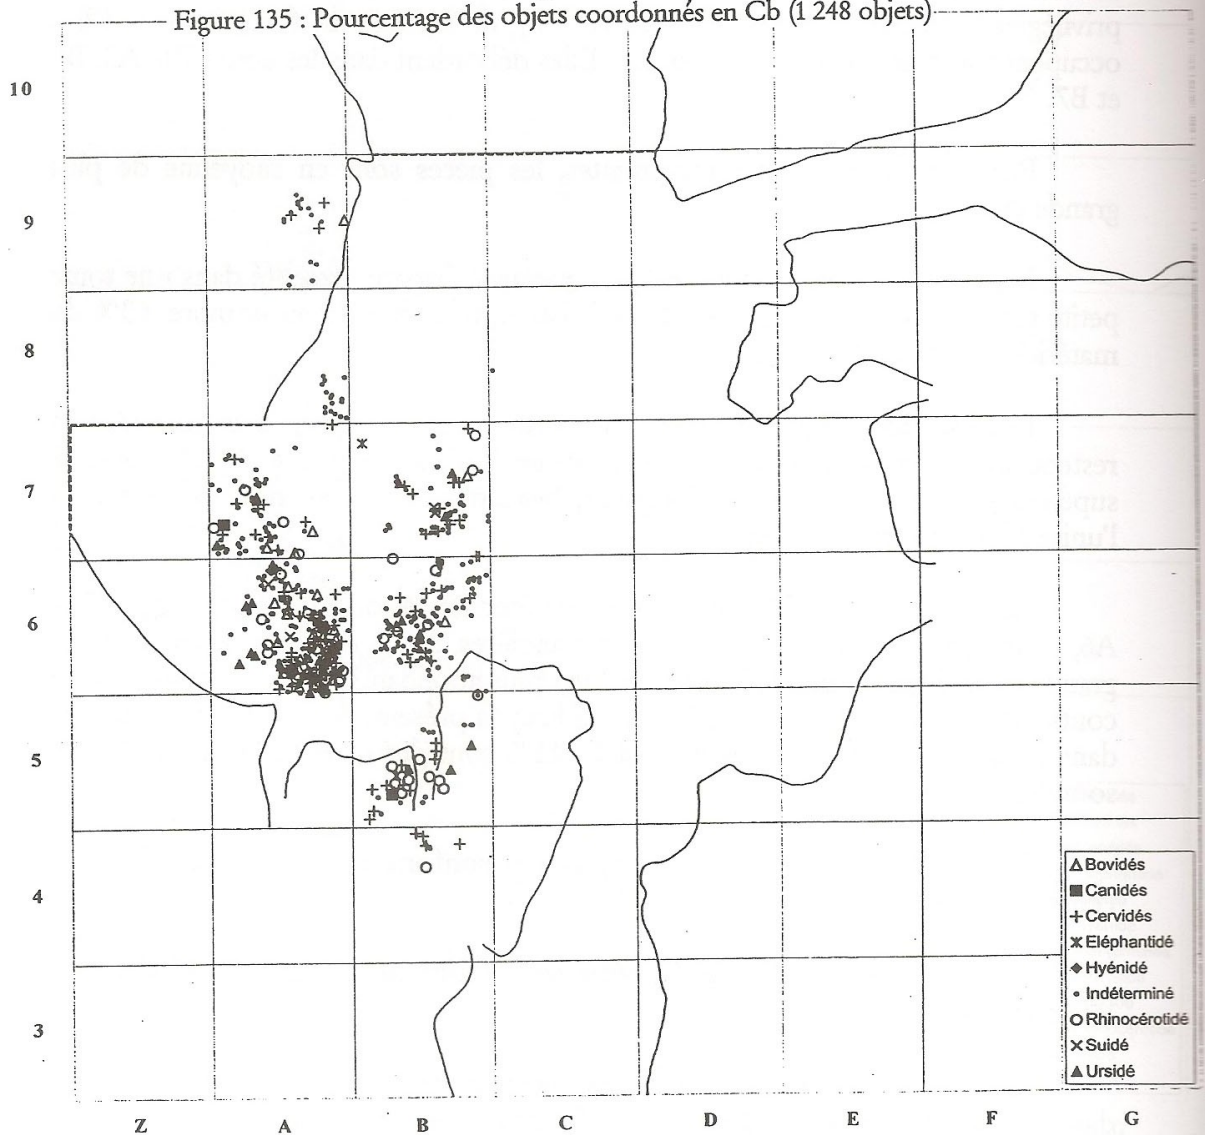 Figure 135 : Pourcentage des objets coordonnés en Cb (1 248 objets)
10
9
8
7
6
5
4
3
Bovidés
Canidés
Cervidés
Eléphantidé
Hyénidé
Indéterminé
Rhinocérotidé
Suidé
Ursidé
Z
A
B
C
D
E
F
G